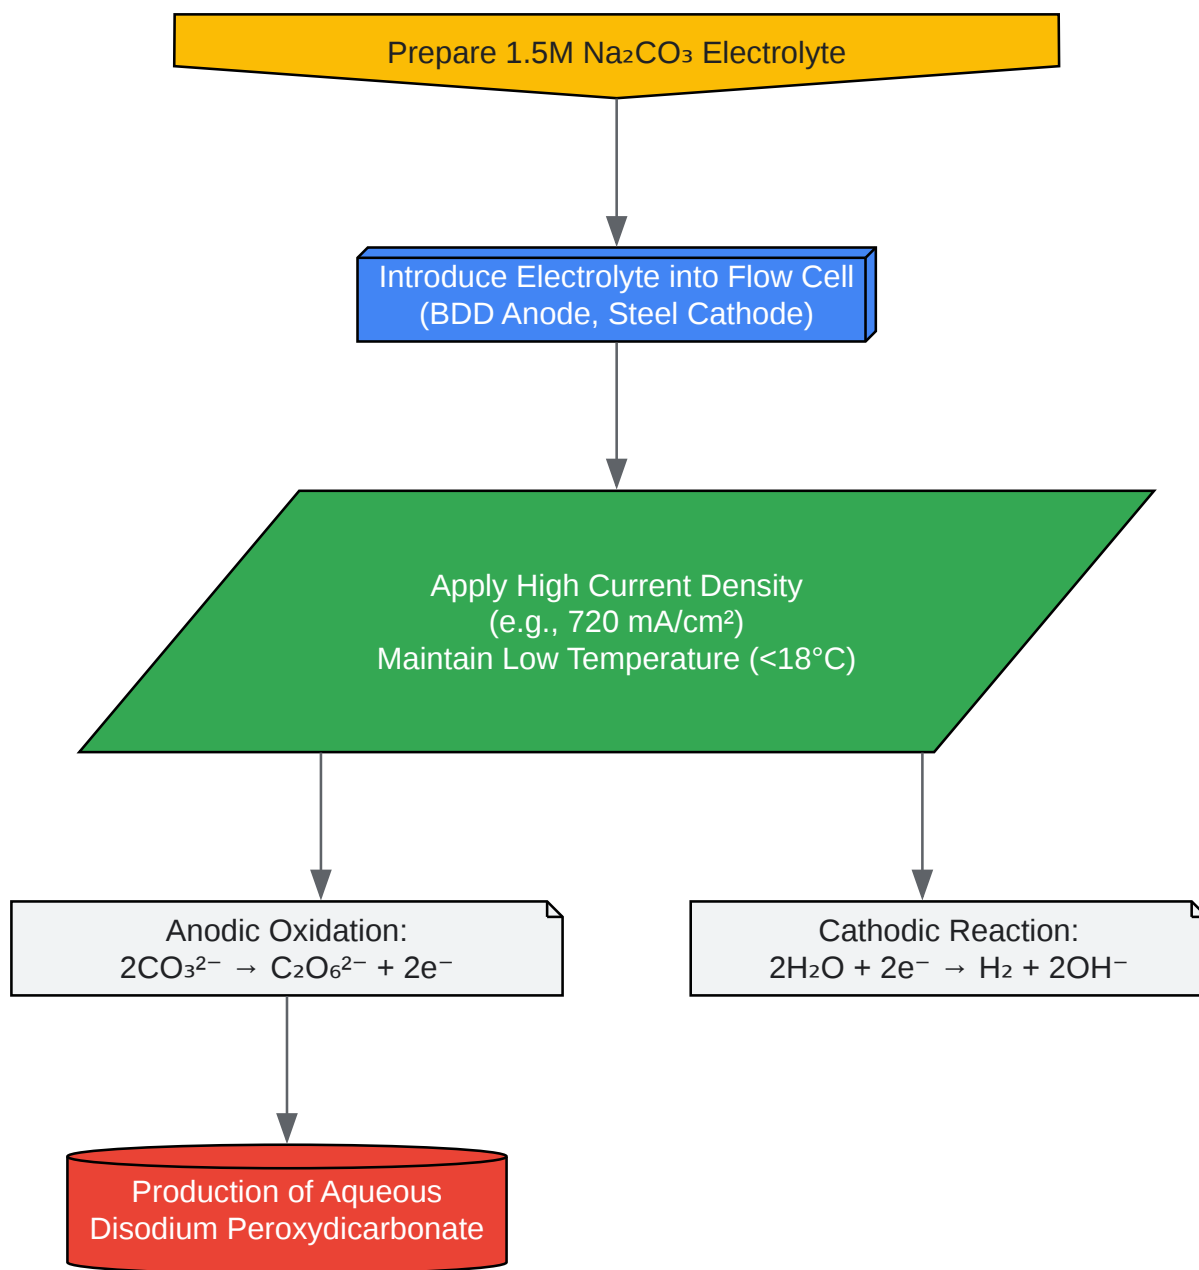 Prepare 1.5M Na₂CO₃ Electrolyte
Introduce Electrolyte into Flow Cell
(BDD Anode, Steel Cathode)
Apply High Current Density
(e.g., 720 mA/cm²)
Maintain Low Temperature (<18°C)
Anodic Oxidation:
2CO₃²⁻ → C₂O₆²⁻ + 2e⁻
Cathodic Reaction:
2H₂O + 2e⁻ → H₂ + 2OH⁻
Production of Aqueous
Disodium Peroxydicarbonate